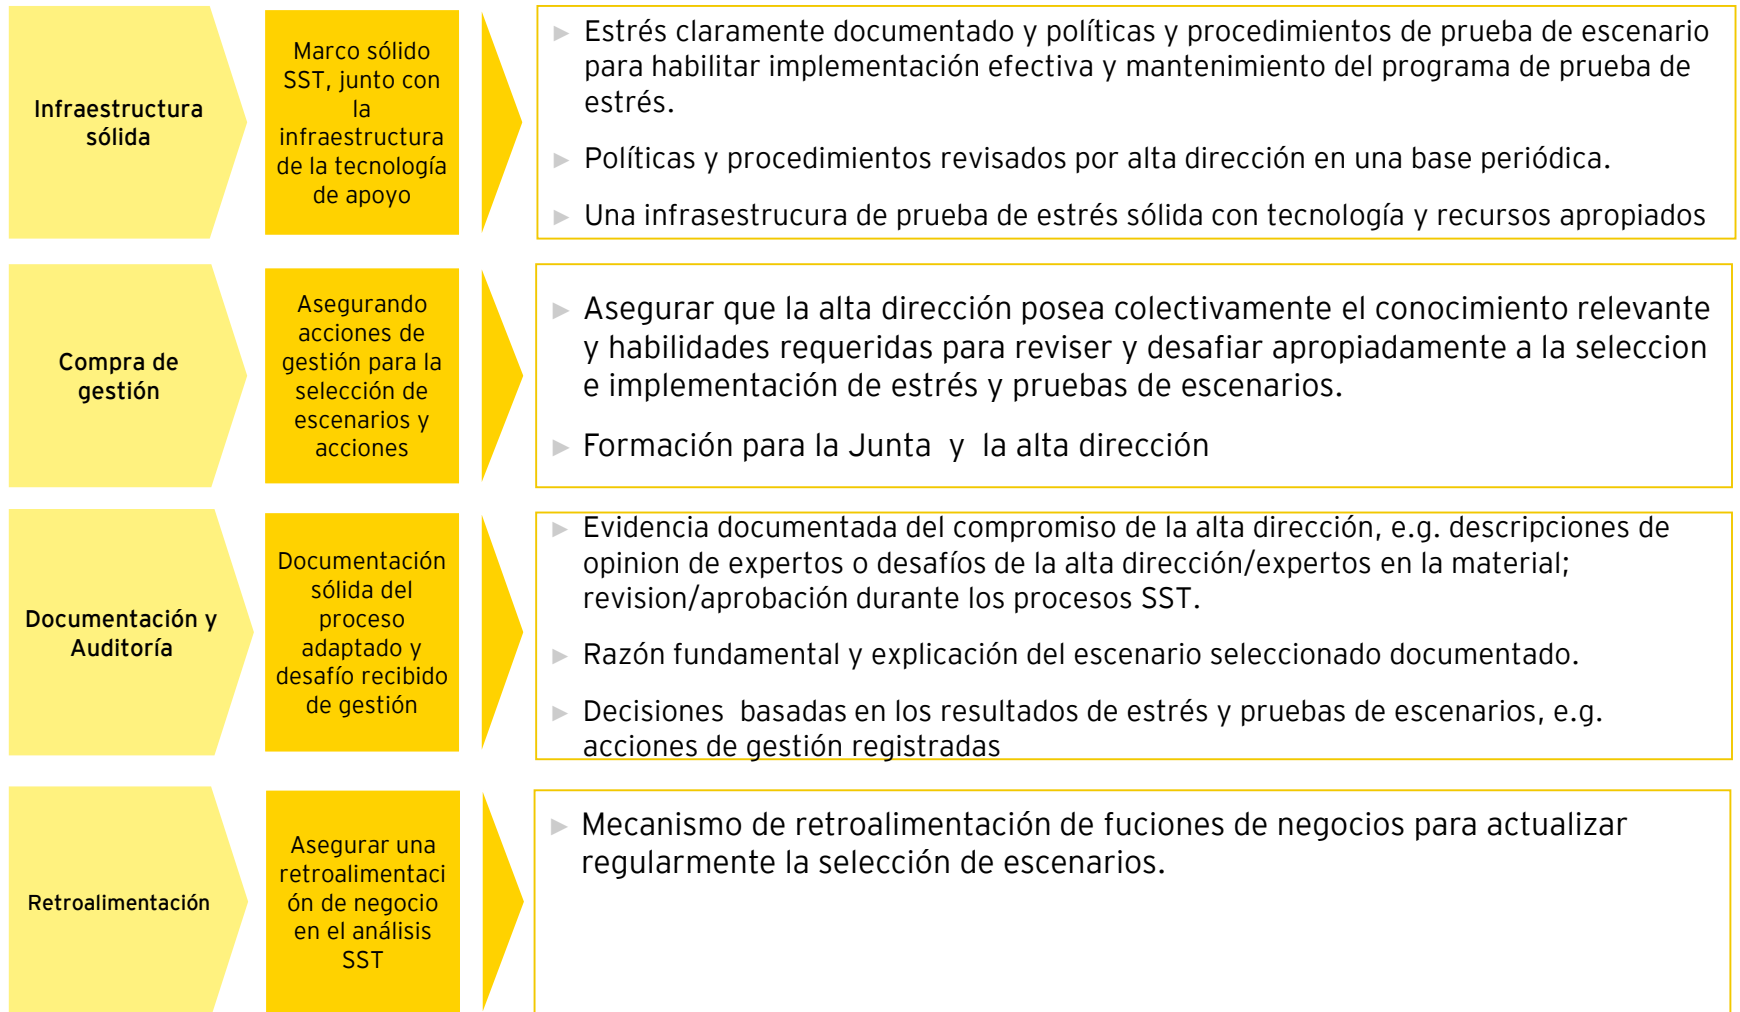 Infraestructura
sólida
Marco sólido
SST, junto con
la
infraestructura
de la tecnología
de apoyo
► Estrés claramente documentado y políticas y procedimientos de prueba de escenario
para habilitar implementación efectiva y mantenimiento del programa de prueba de
estrés.
► Políticas y procedimientos revisados por alta dirección en una base periódica.
► Una infrasestrucura de prueba de estrés sólida con tecnología y recursos apropiados
Compra de
gestión
Asegurando
acciones de
gestión para la
selección de
escenarios y
acciones
► Asegurar que la alta dirección posea colectivamente el conocimiento relevante
y habilidades requeridas para reviser y desafiar apropiadamente a la seleccion
e implementación de estrés y pruebas de escenarios.
► Formación para la Junta y la alta dirección
Documentación y
Auditoría
Documentación
sólida del
proceso
adaptado y
desafío recibido
de gestión
► Evidencia documentada del compromiso de la alta dirección, e.g. descripciones de
opinion de expertos o desafíos de la alta dirección/expertos en la material;
revision/aprobación durante los procesos SST.
► Razón fundamental y explicación del escenario seleccionado documentado.
► Decisiones basadas en los resultados de estrés y pruebas de escenarios, e.g.
acciones de gestión registradas
Retroalimentación
Asegurar una
retroalimentaci
ón de negocio
en el análisis
SST
► Mecanismo de retroalimentación de fuciones de negocios para actualizar
regularmente la selección de escenarios.